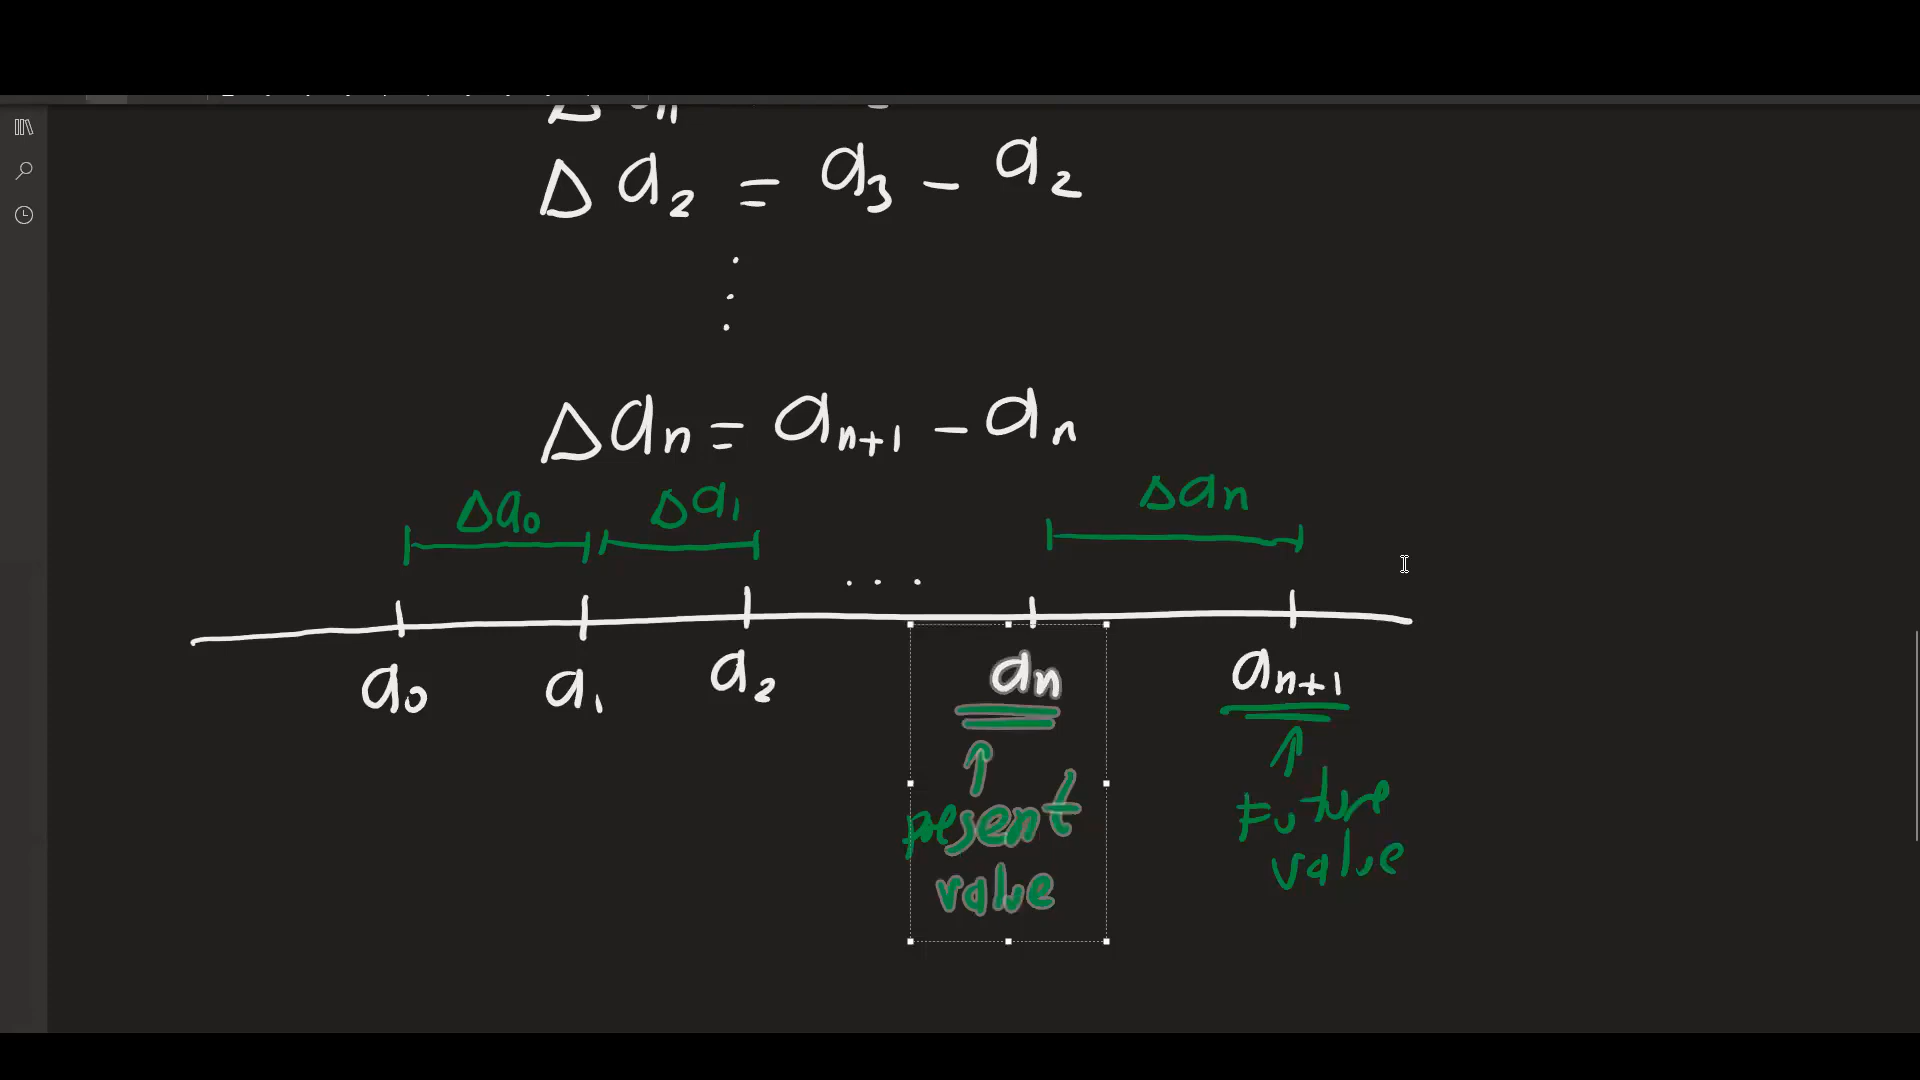 Δa₂ = a₃ - a₂
⋮
Δaₙ = aₙ₊₁ - aₙ
Δa₀ Δa₁ Δaₙ
...
a₀ a₁ a₂ aₙ aₙ₊₁
↑ ↑
present Future
value value